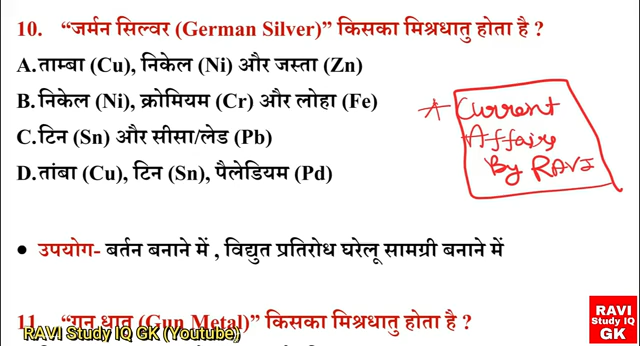 10. “जर्मन सिल्वर (German Silver)” किसका मिश्रधातु होता है ?
A.ताम्बा (Cu), निकेल (Ni) और जस्ता (Zn)
B.निकेल (Ni), क्रोमियम (Cr) और लोहा (Fe)
C.टिन (Sn) और सीसा/लेड (Pb)
D.तांबा (Cu), टिन (Sn), पैलेडियम (Pd)
Current
Affairs
By RAVI
• उपयोग- बर्तन बनाने में , विद्युत प्रतिरोध घरेलू सामग्री बनाने में
11. “गन धातु (Gun Metal)” किसका मिश्रधातु होता है ?
RAVI Study IQ GK (Youtube)
RAVI
Study IQ
GK